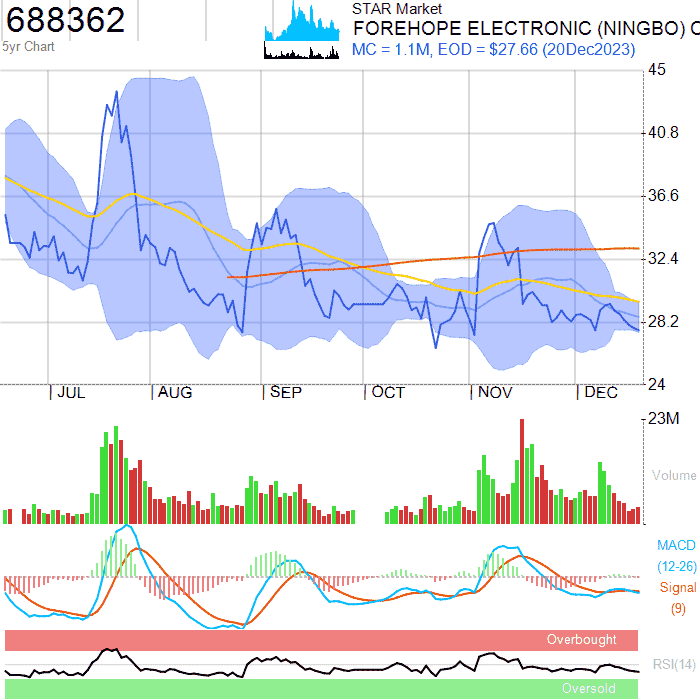 688362
5yr Chart
STAR Market
FOREHOPE ELECTRONIC (NINGBO) C
MC = 1.1M, EOD = $27.66 (20Dec2023)
45
40.8
36.6
32.4
28.2
24
JUL AUG SEP OCT NOV DEC
23M
Volume
MACD
(12-26)
Signal
(9)
Overbought
RSI(14)
Oversold